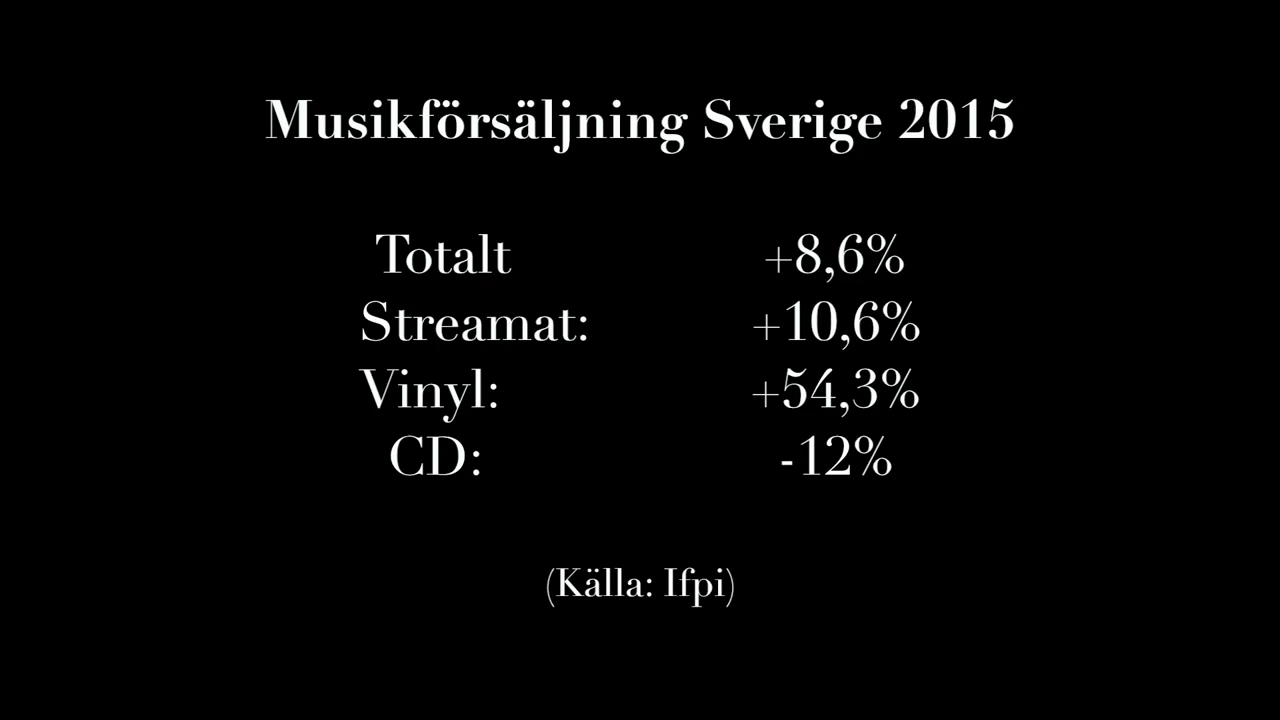 Musikförsäljning Sverige 2015
Totalt +8,6%
Streamat: +10,6%
Vinyl: +54,3%
CD: -12%
(Källa: Ifpi)